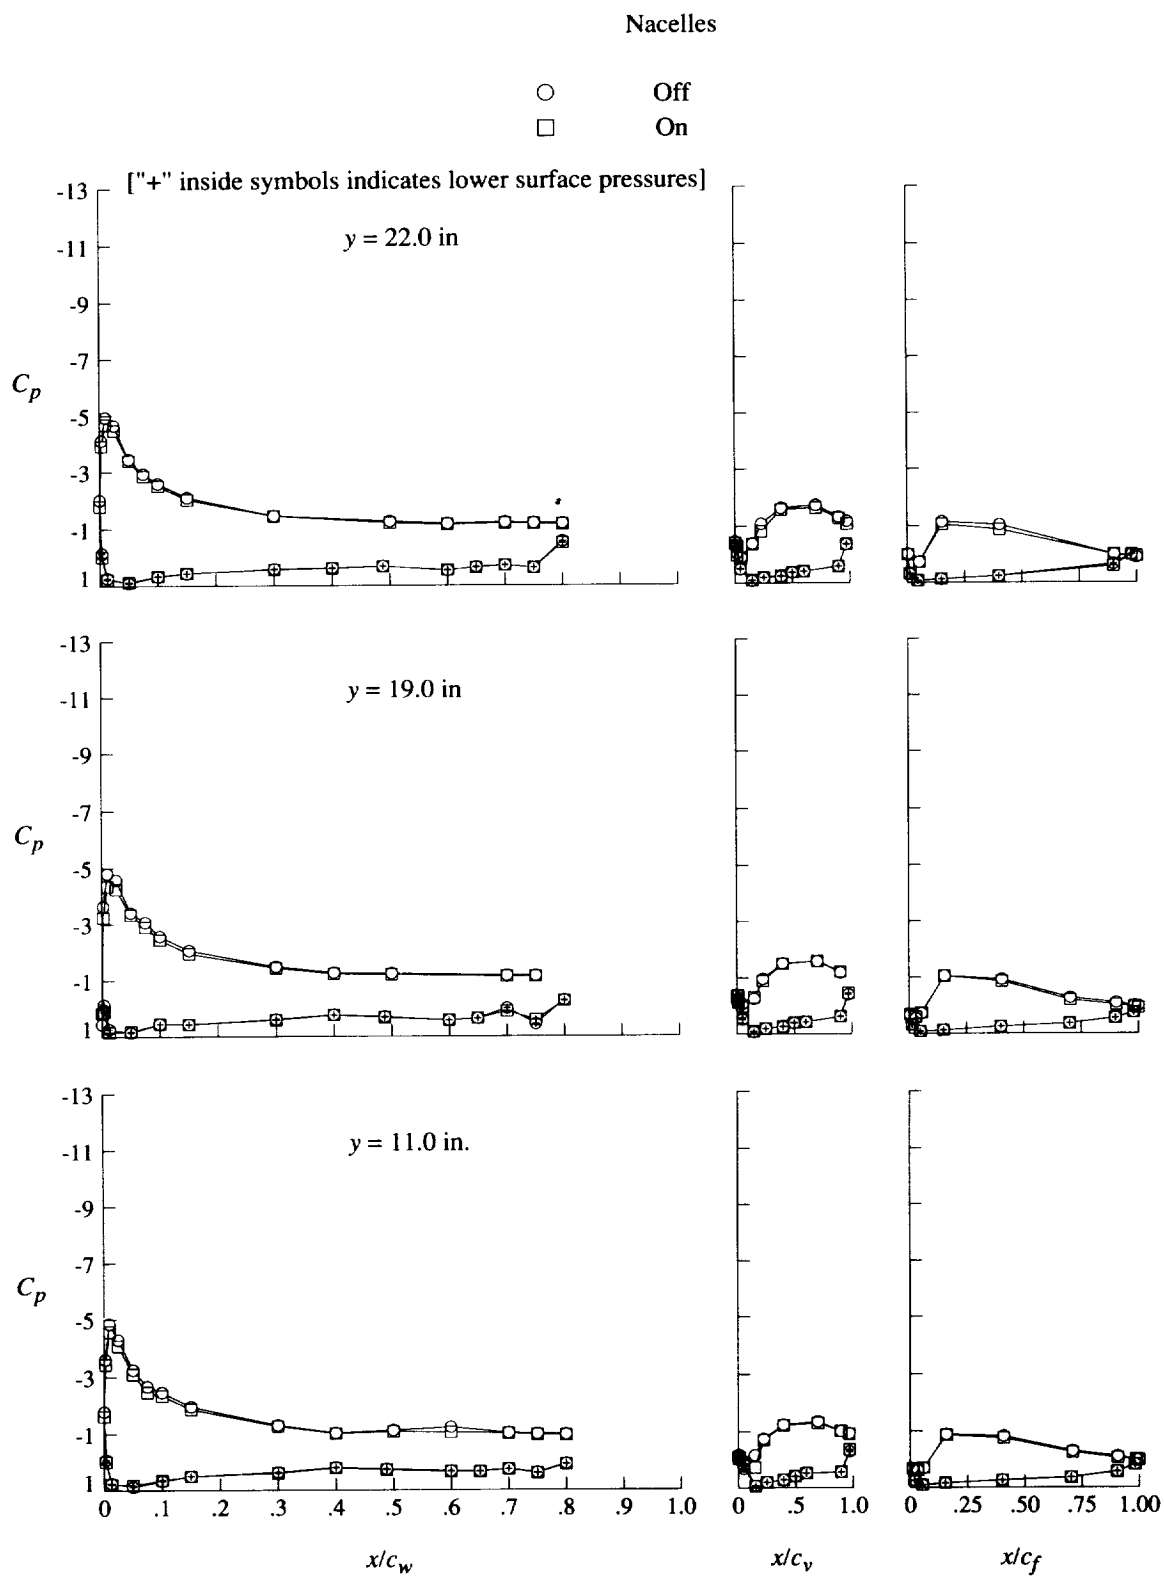 Nacelles
Off
On
["+" inside symbols indicates lower surface pressures]
-13
y = 22.0 in
-11
-9
-7
C_p
-5
-3
-1
1
-13
y = 19.0 in
-11
-9
-7
C_p
-5
-3
-1
1
-13
y = 11.0 in.
-11
-9
-7
C_p
-5
-3
-1
1
0 .1 .2 .3 .4 .5 .6 .7 .8 .9 1.0 0 .5 1.0 0 .25 .50 .75 1.00
x/c_w x/c_v x/c_f